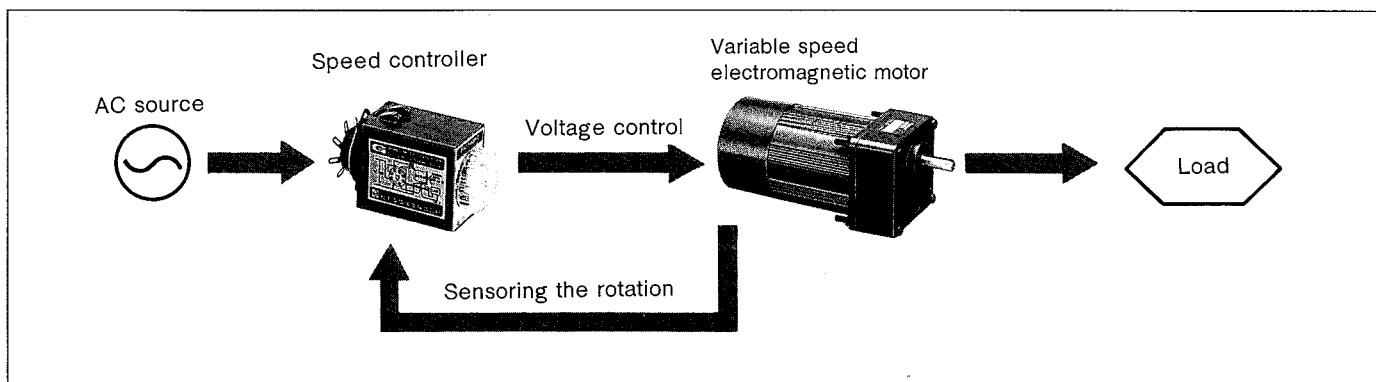 Speed controller
Variable speed
electromagnetic motor
AC source
Voltage control
Load
Sensoring the rotation